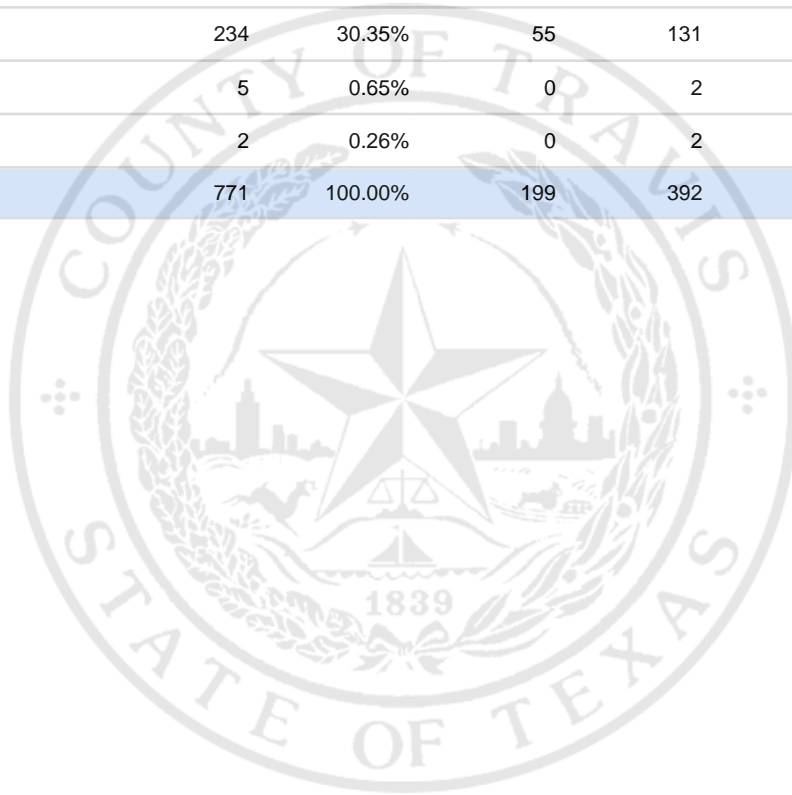 234 30.35% 55 131
5 0.65% 0 2
2 0.26% 0 2
771 100.00% 199 392
COUNTY OF TRAVIS
1839
STATE OF TEXAS